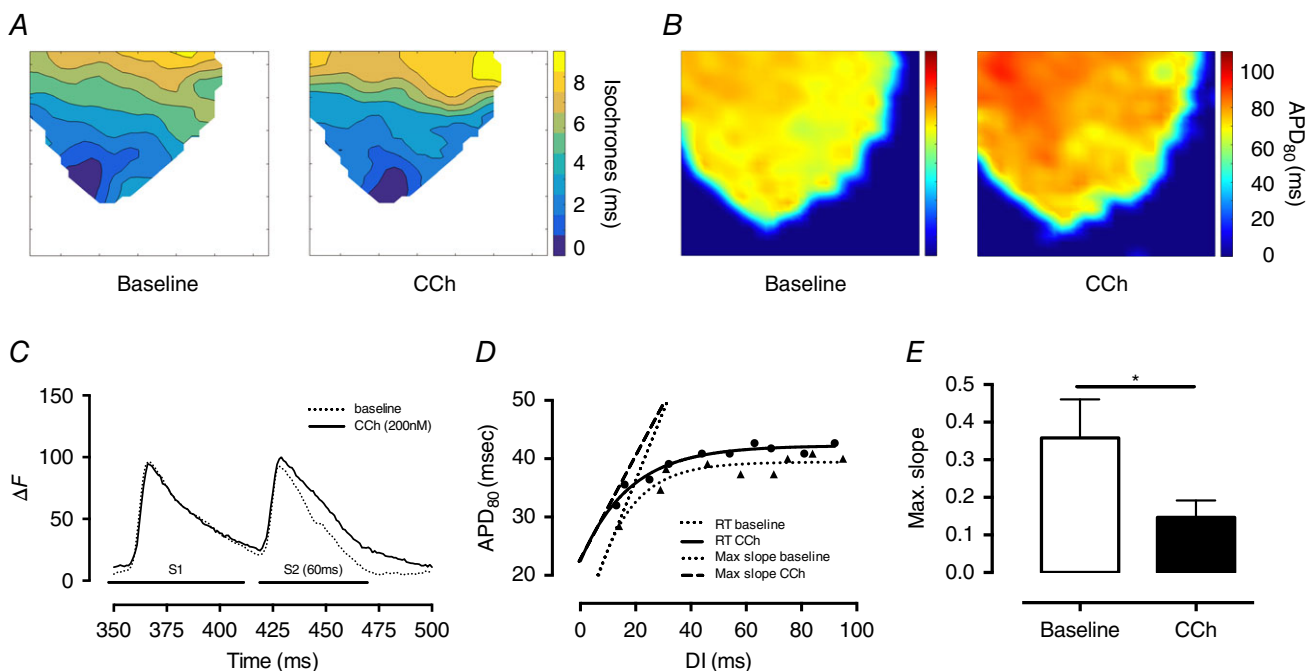 A
8
6
4
2
0
Isochrones (ms)
Baseline
CCh
B
100
80
60
40
20
0
APD80 (ms)
Baseline
CCh
C
150
100
50
0
ΔF
baseline
CCh (200nM)
S1
S2 (60ms)
350
375
400
425
450
475
500
Time (ms)
D
50
40
30
20
APD80 (msec)
RT baseline
RT CCh
Max slope baseline
Max slope CCh
0
20
40
60
80
100
DI (ms)
E
0.5
0.4
0.3
0.2
0.1
0.0
Max. slope
*
Baseline
CCh